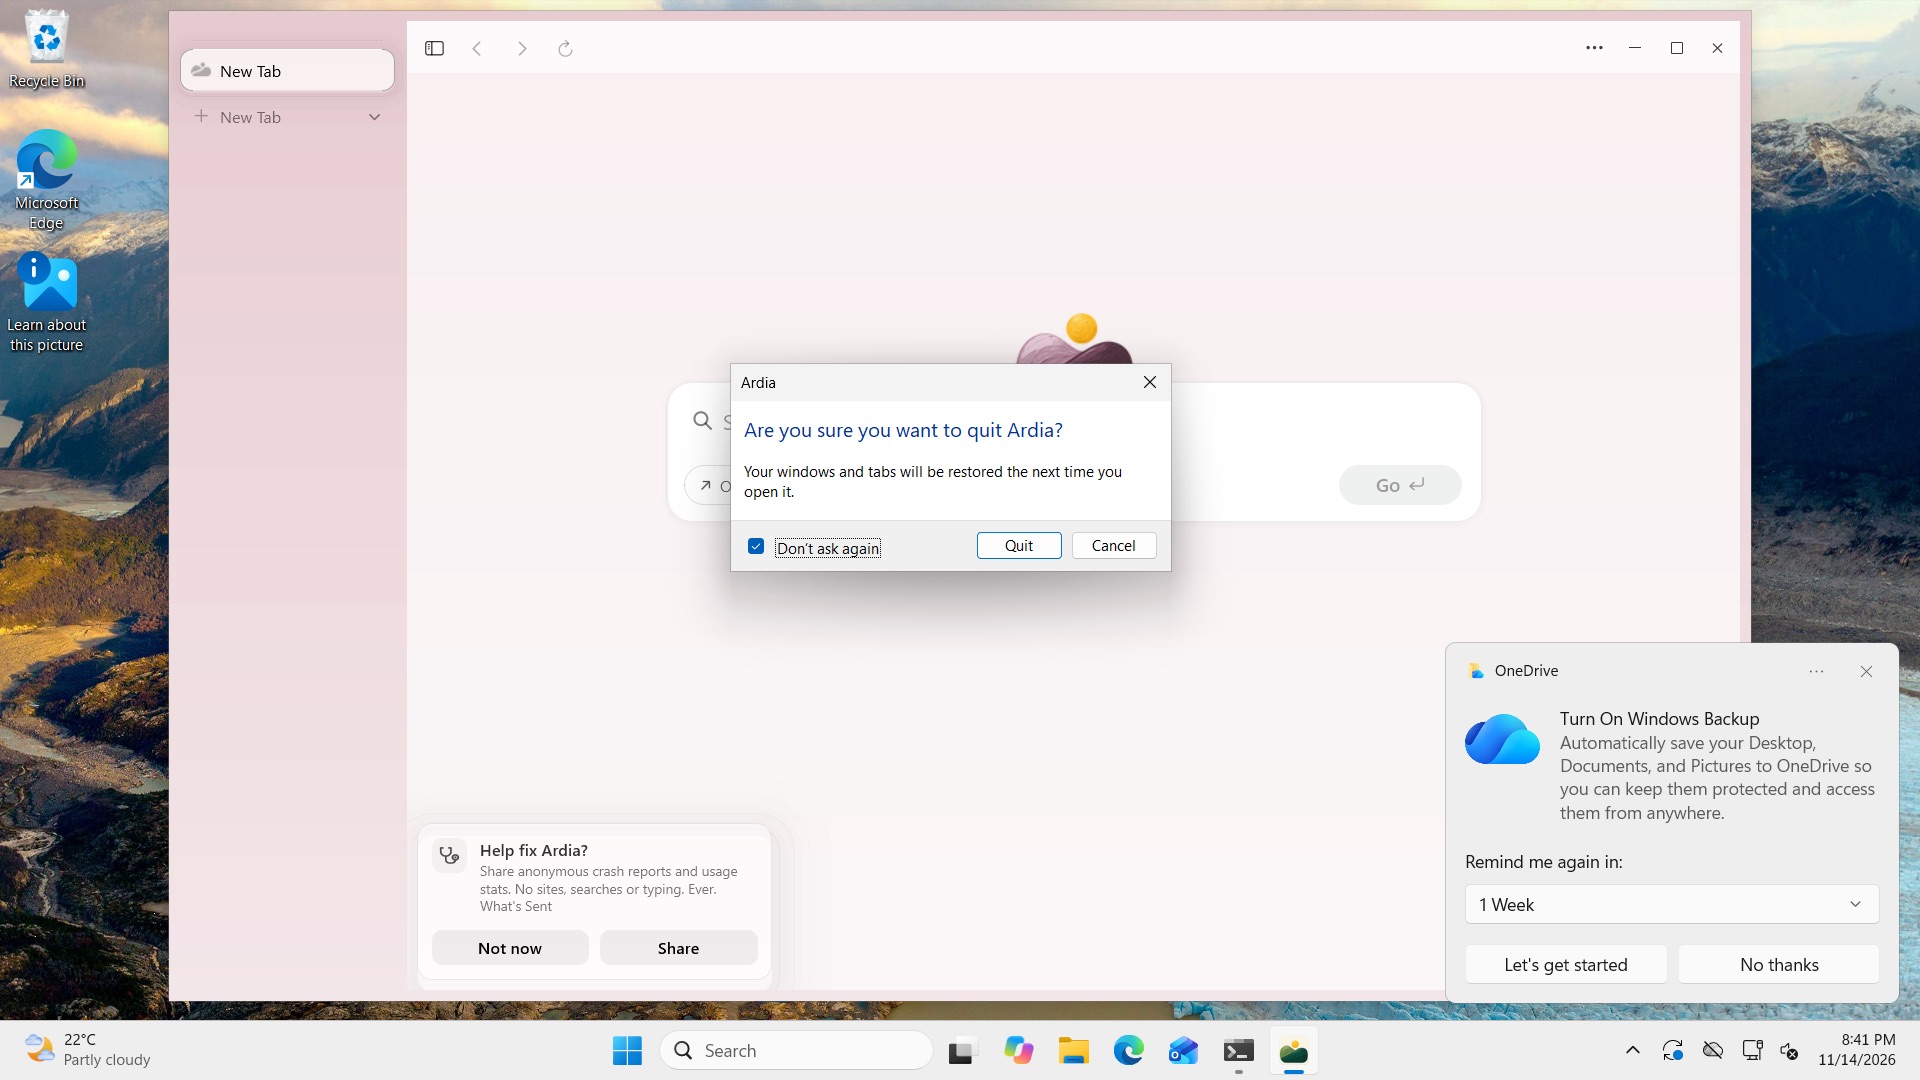 Recycle Bin
Microsoft
Edge
Learn about
this picture
New Tab
New Tab
Ardia
Are you sure you want to quit Ardia?
Your windows and tabs will be restored the next time you
open it.
Don't ask again
Quit
Cancel
Go
Help fix Ardia?
Share anonymous crash reports and usage
stats. No sites, searches or typing. Ever.
What's Sent
Not now
Share
OneDrive
Turn On Windows Backup
Automatically save your Desktop,
Documents, and Pictures to OneDrive so
you can keep them protected and access
them from anywhere.
Remind me again in:
1 Week
Let's get started
No thanks
22°C
Partly cloudy
Search
8:41 PM
11/14/2026